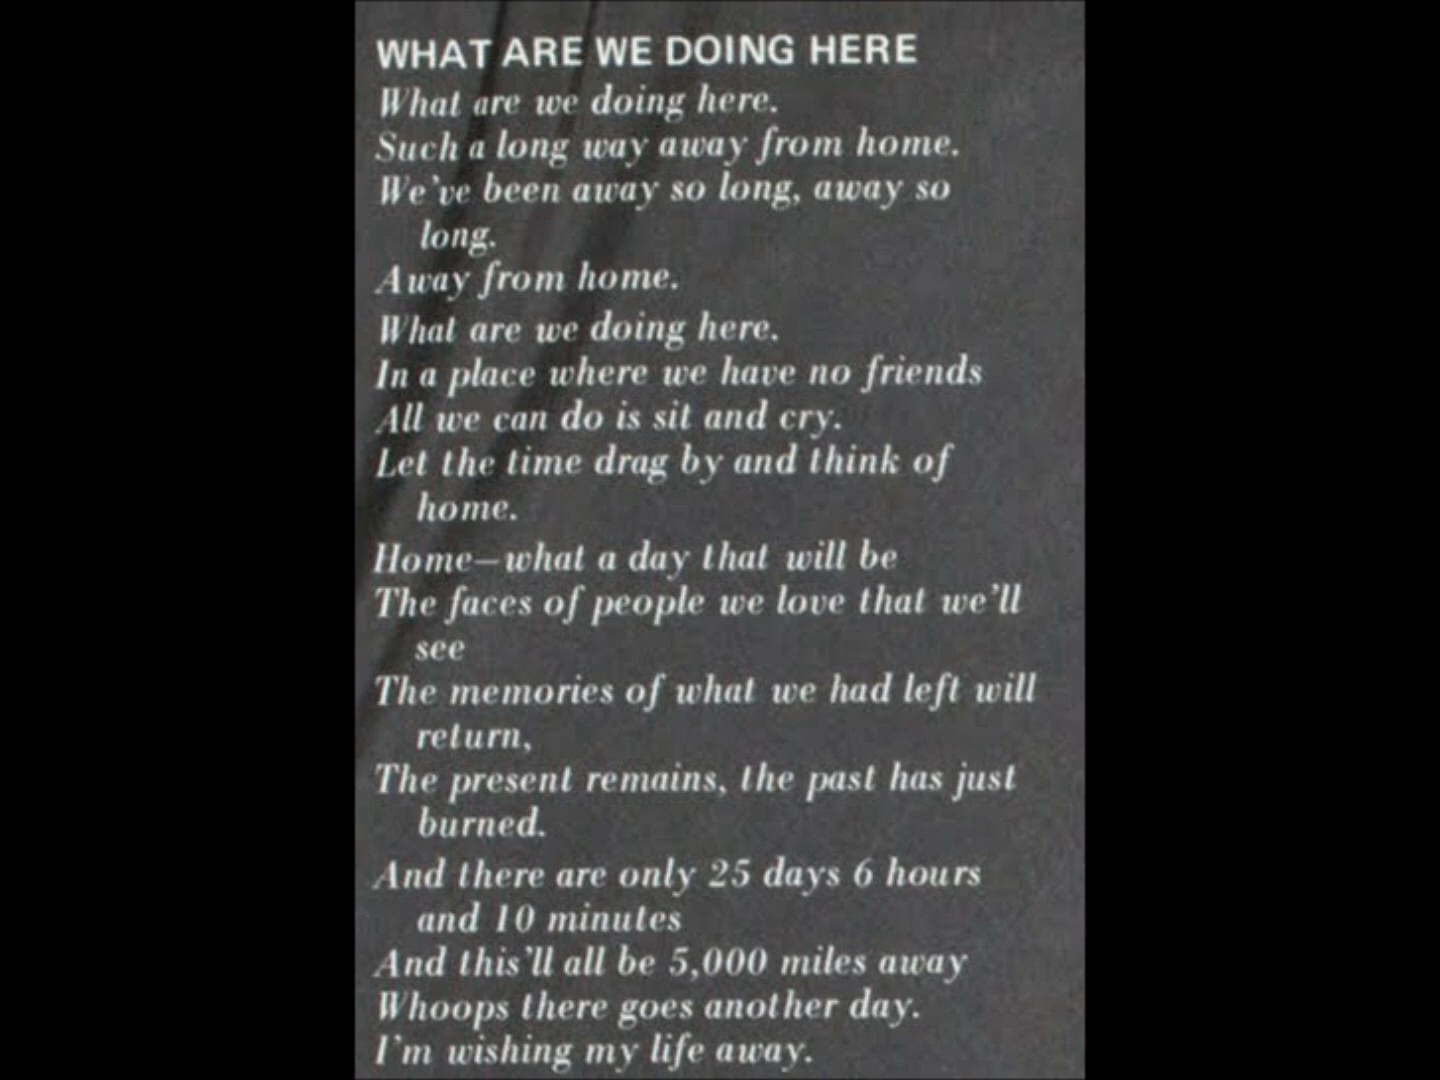 WHAT ARE WE DOING HERE
What are we doing here.
Such a long way away from home.
We've been away so long, away so
long.
Away from home.
What are we doing here.
In a place where we have no friends
All we can do is sit and cry.
Let the time drag by and think of
home.
Home—what a day that will be
The faces of people we love that we'll
see
The memories of what we had left will
return,
The present remains, the past has just
burned.
And there are only 25 days 6 hours
and 10 minutes
And this'll all be 5,000 miles away
Whoops there goes another day.
I'm wishing my life away.